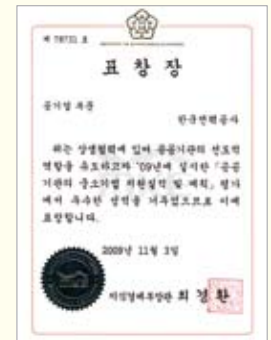 제 78731 호
표 창 장
공기업 부문
한국전력공사
위는 상생협력에 있어 공공기관의 선도적
역할을 유도하고자 '09년에 실시한 「공공
기관의 중소기업 지원실적 및 계획」 평가
에서 우수한 성적을 거두었으므로 이에
표창합니다.
2009년 11월 3일
지식경제부장관 최 경 환